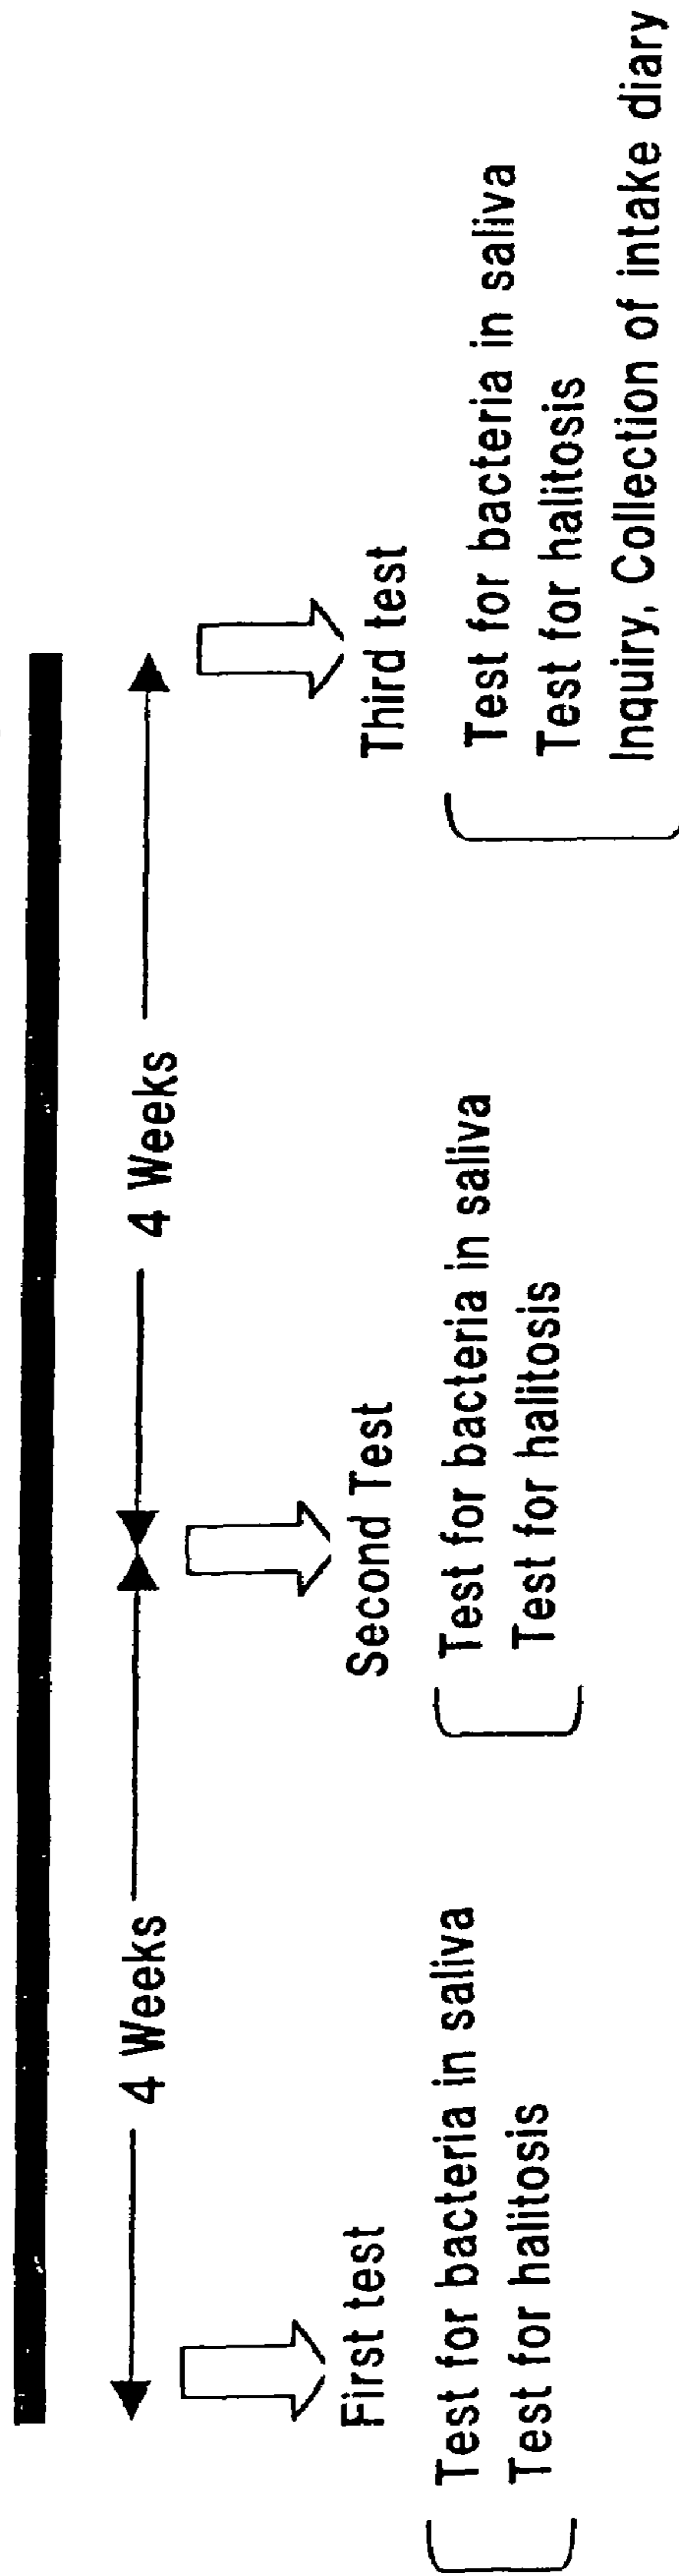 4 Weeks
4 Weeks
First test
Test for bacteria in saliva
Test for halitosis
Second Test
Test for bacteria in saliva
Test for halitosis
Third test
Test for bacteria in saliva
Test for halitosis
Inquiry, Collection of intake diary